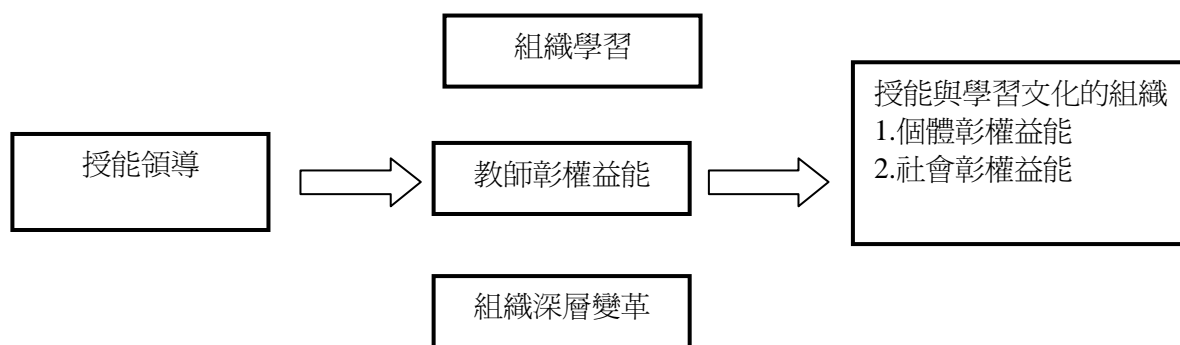 組織學習
授能領導
教師彰權益能
組織深層變革
授能與學習文化的組織
1.個體彰權益能
2.社會彰權益能